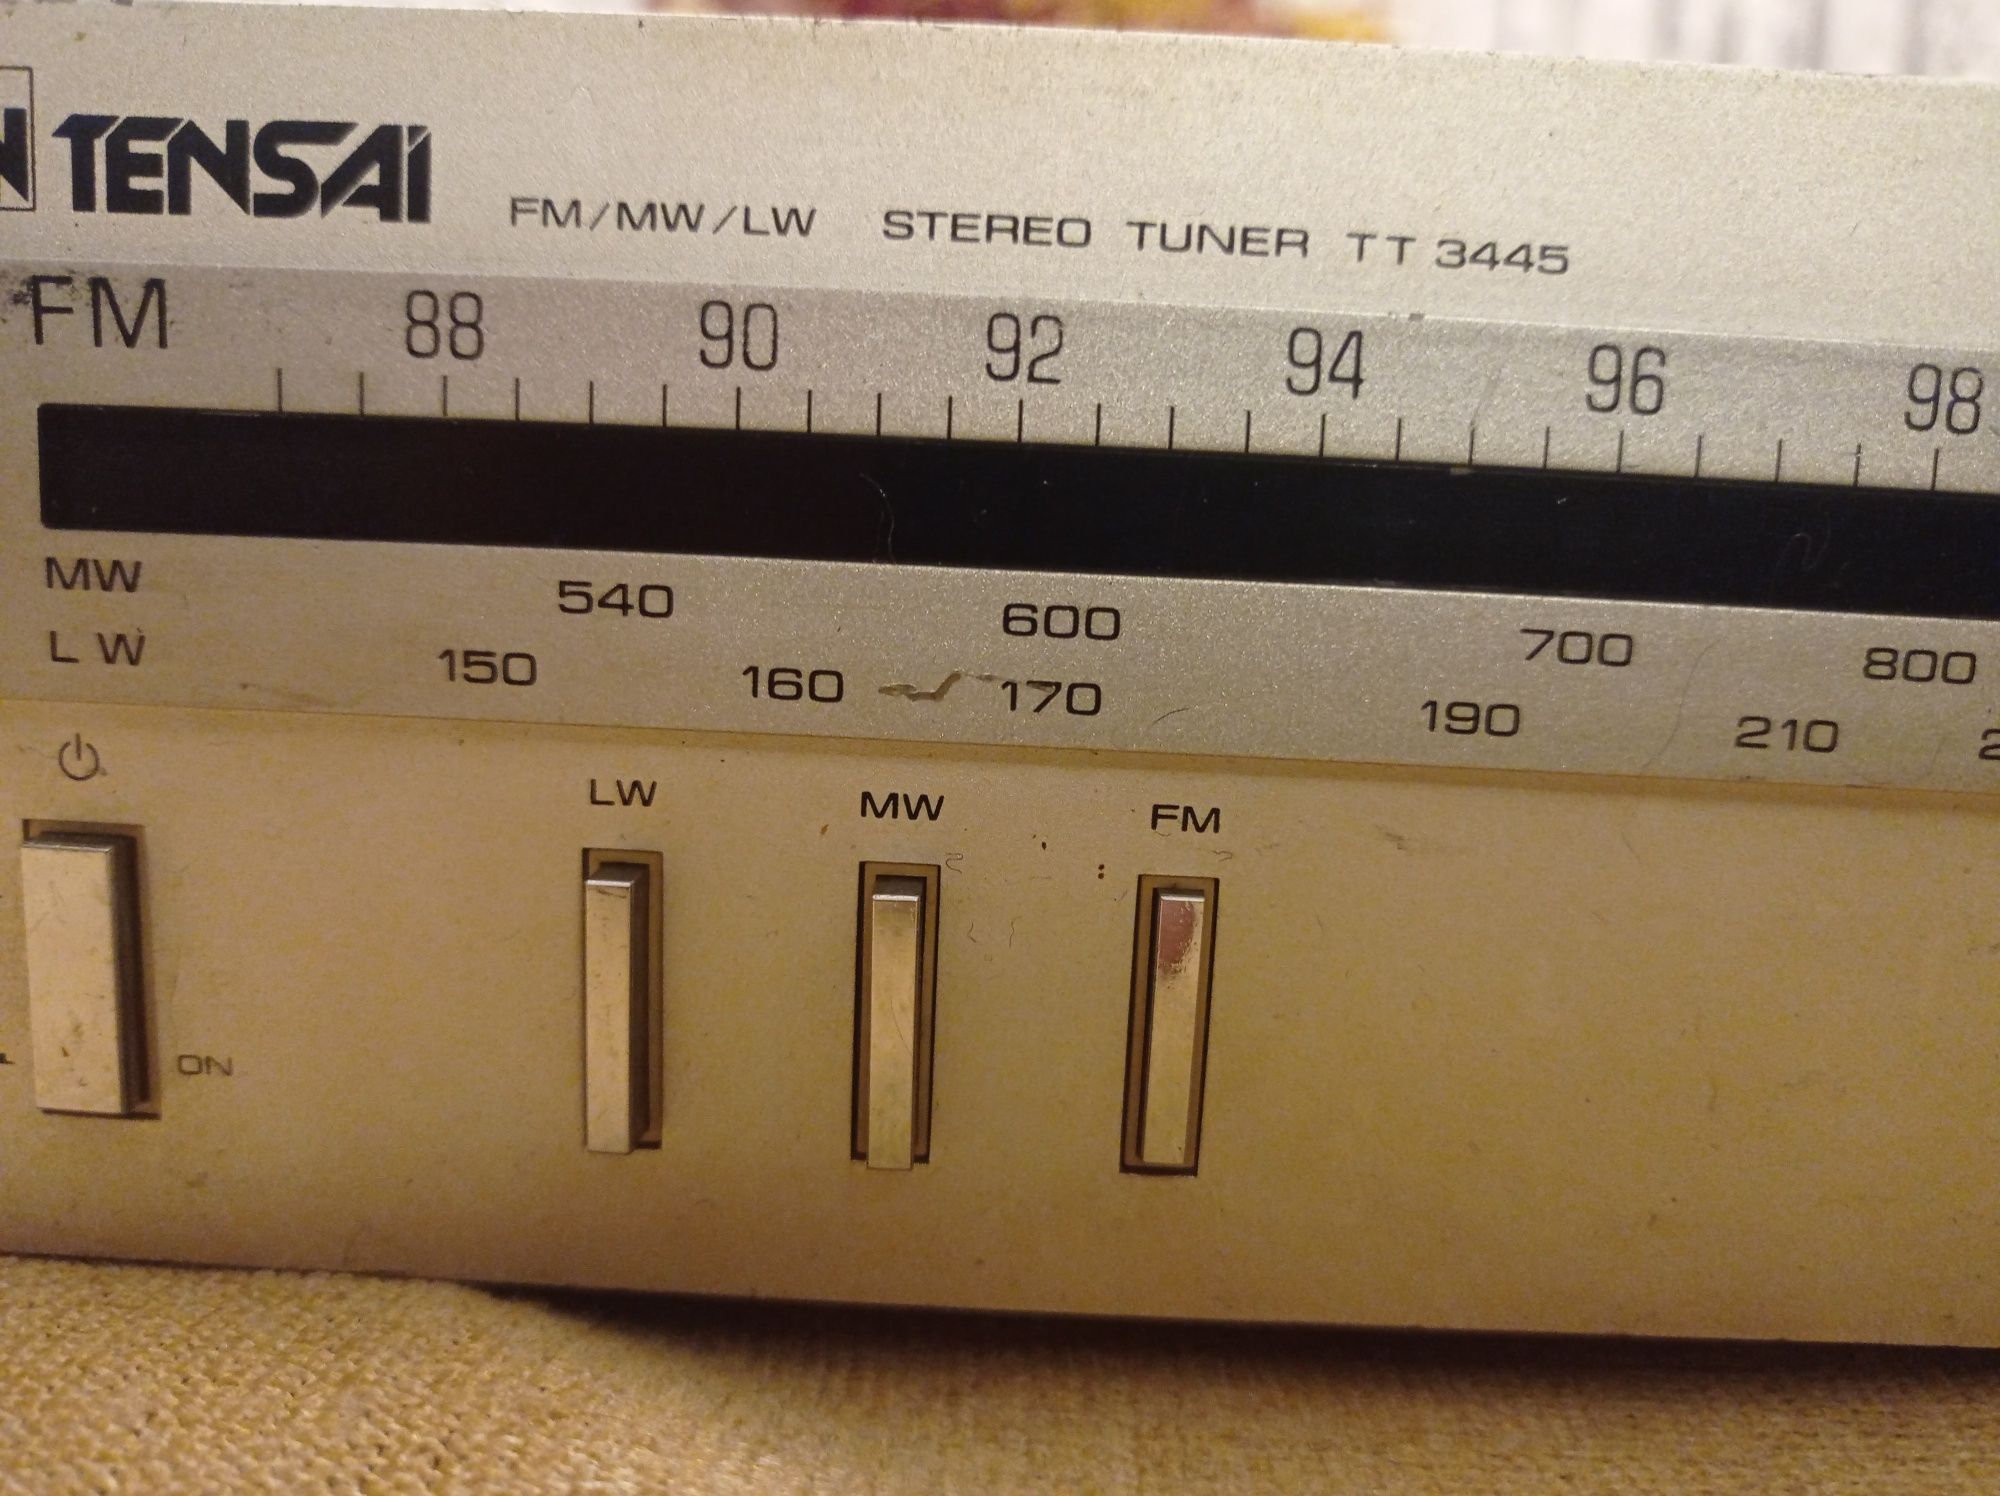 TENSAI
FM/MW/LW STEREO TUNER TT 3445
FM 88 90 92 94 96 98
MW 540 600 700 800
LW 150 160 170 190 210
LW MW FM
ON